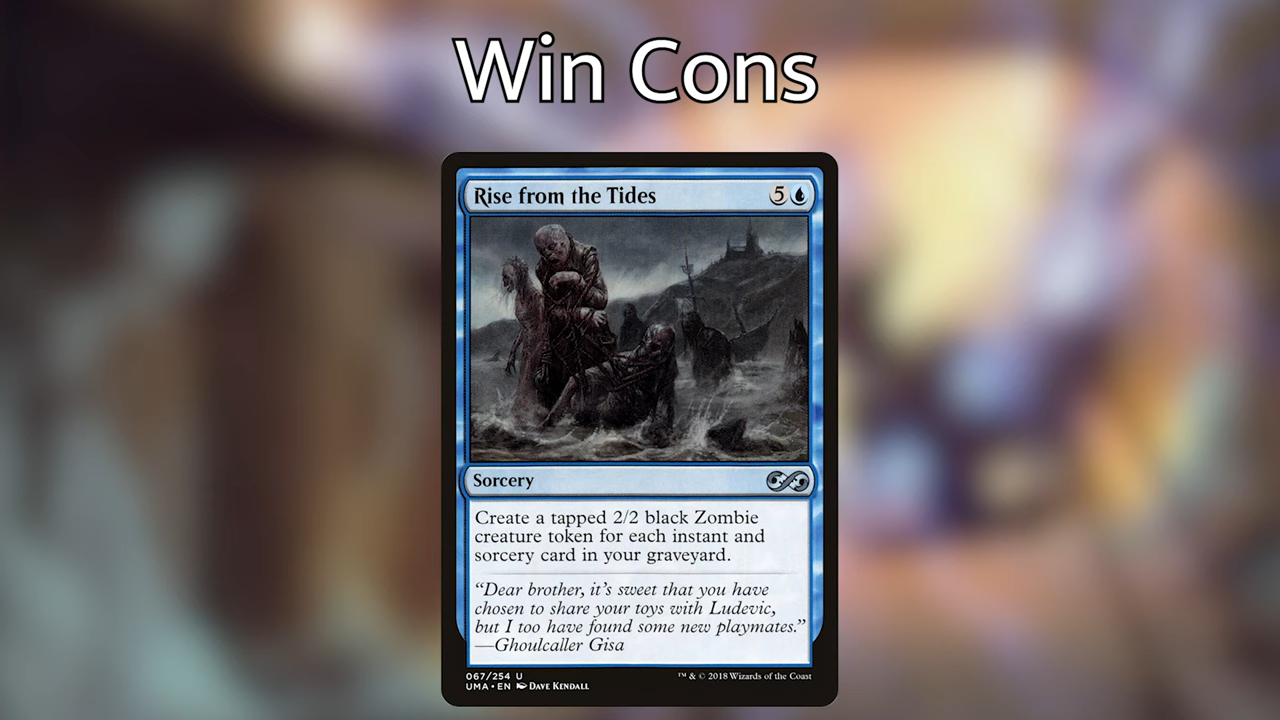 Win Cons
Rise from the Tides 5
Sorcery
Create a tapped 2/2 black Zombie
creature token for each instant and
sorcery card in your graveyard.
“Dear brother, it’s sweet that you have
chosen to share your toys with Ludevic,
but I too have found some new playmates.”
—Ghoulcaller Gisa
067/254 U
UMA • EN DAVE KENDALL
™ & © 2018 Wizards of the Coast